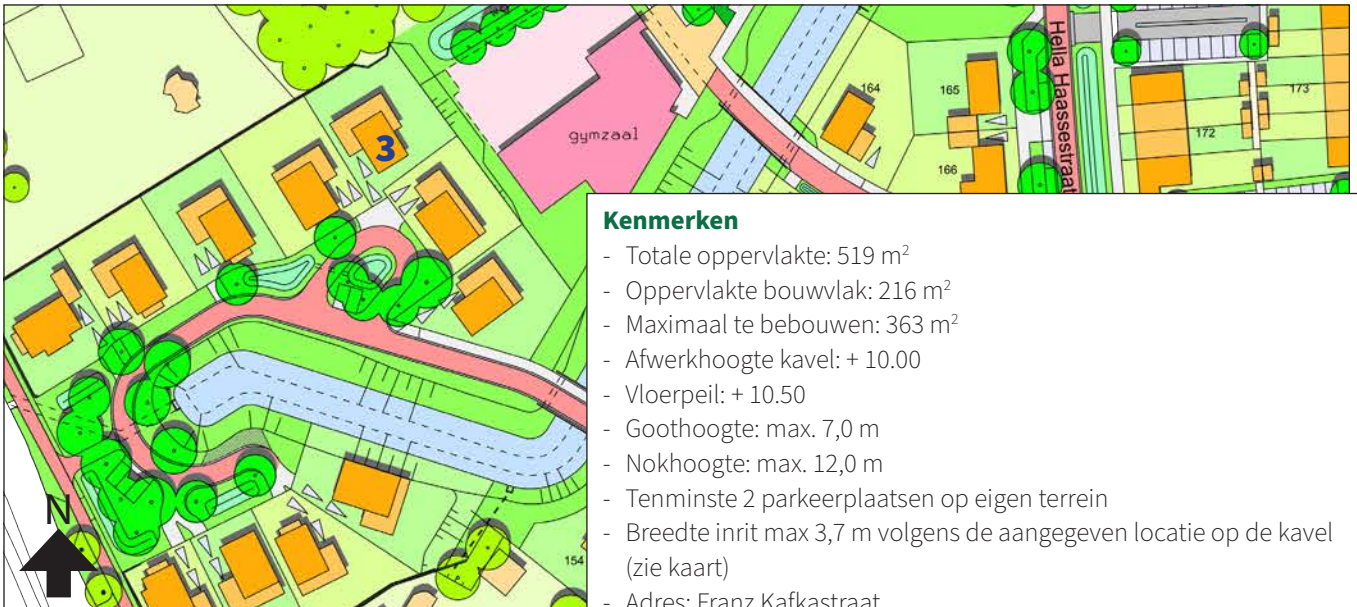 3
gymzaal
164
165
166
Hella Haassestraat
172
173
154
N
Kenmerken
- Totale oppervlakte: 519 m²
- Oppervlakte bouwvlak: 216 m²
- Maximaal te bebouwen: 363 m²
- Afwerkhoogte kavel: + 10.00
- Vloerpeil: + 10.50
- Goothoogte: max. 7,0 m
- Nokhoogte: max. 12,0 m
- Tenminste 2 parkeerplaatsen op eigen terrein
- Breedte inrit max 3,7 m volgens de aangegeven locatie op de kavel
(zie kaart)
- Adres: Franz Kafkastraat